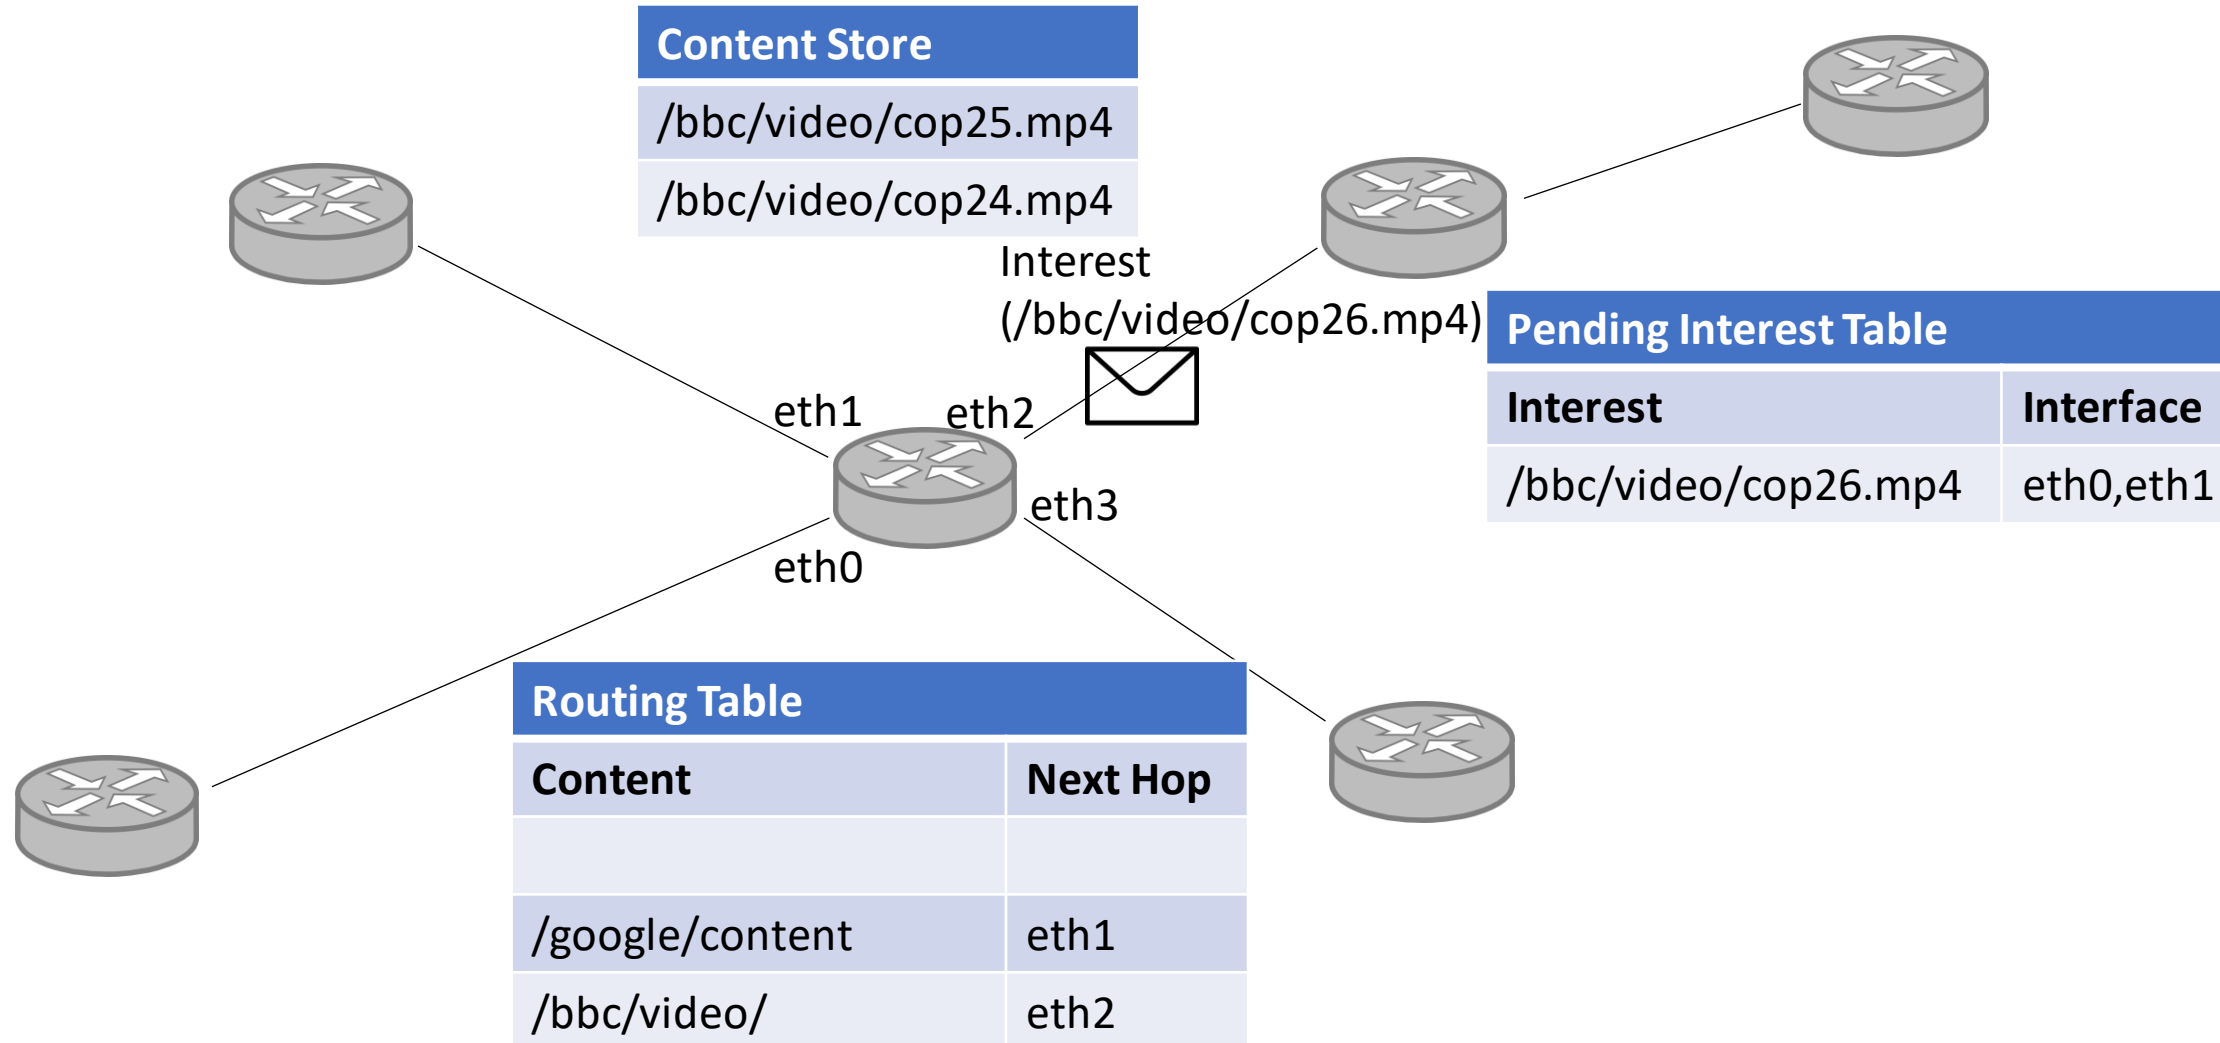 Content Store
/bbc/video/cop25.mp4
/bbc/video/cop24.mp4
Interest
(/bbc/video/cop26.mp4)
Pending Interest Table
Interest Interface
/bbc/video/cop26.mp4 eth0,eth1
eth1
eth2
eth3
eth0
Routing Table
Content Next Hop
/google/content eth1
/bbc/video/ eth2